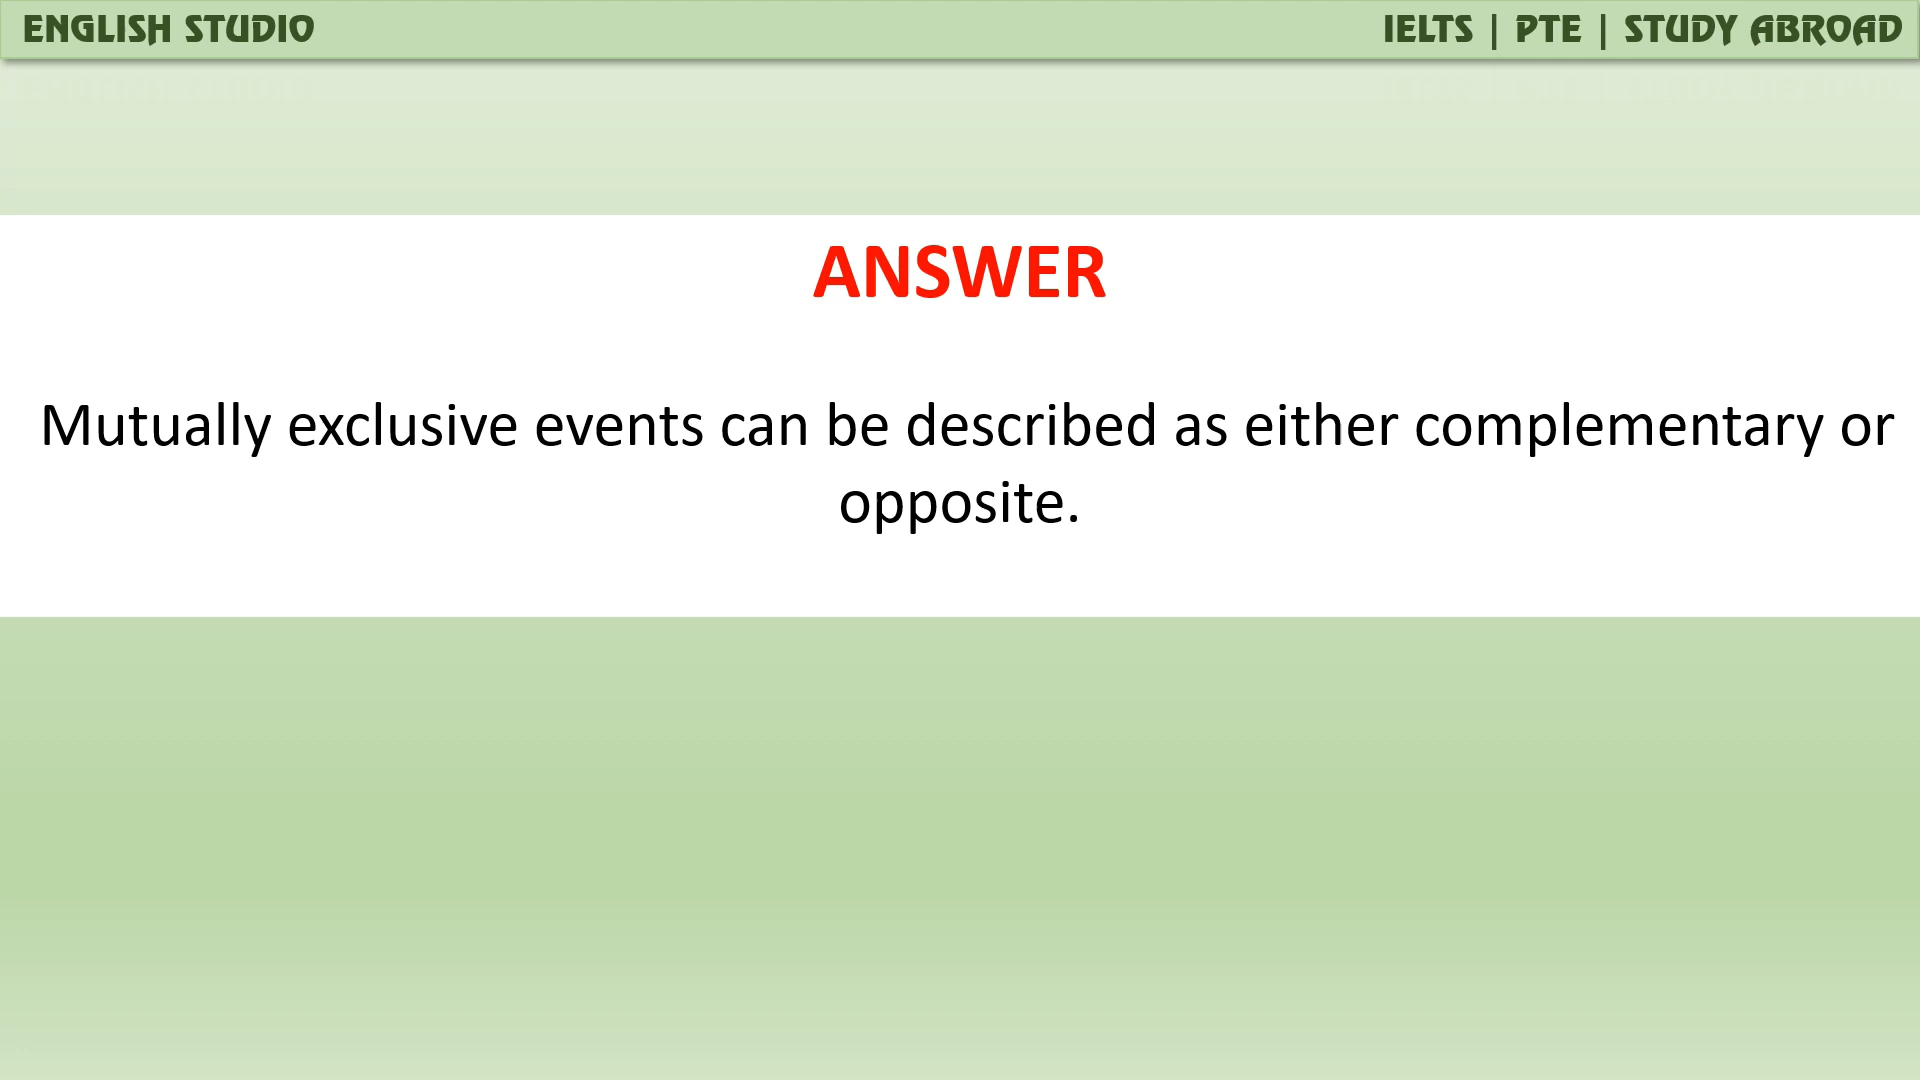 ENGLISH STUDIO
IELTS | PTE | STUDY ABROAD
ANSWER
Mutually exclusive events can be described as either complementary or
opposite.